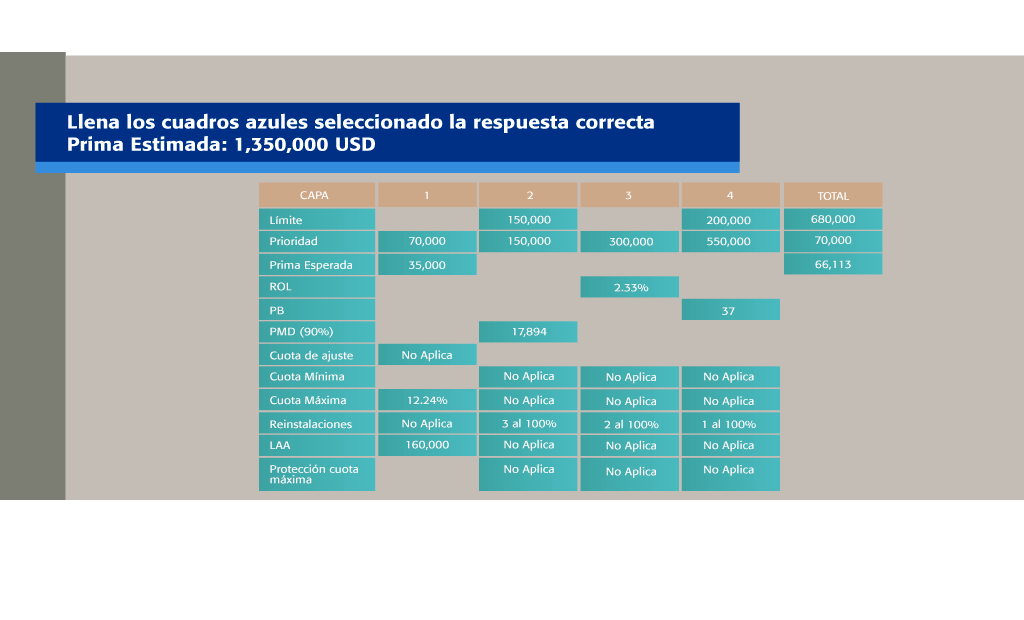 Llena los cuadros azules seleccionado la respuesta correcta
Prima Estimada: 1,350,000 USD
CAPA 1 2 3 4 TOTAL
Límite 150,000 200,000 680,000
Prioridad 70,000 150,000 300,000 550,000 70,000
Prima Esperada 35,000 66,113
ROL 2.33%
PB 37
PMD (90%) 17,894
Cuota de ajuste No Aplica
Cuota Mínima No Aplica No Aplica No Aplica
Cuota Máxima 12.24% No Aplica No Aplica No Aplica
Reinstalaciones No Aplica 3 al 100% 2 al 100% 1 al 100%
LAA 160,000 No Aplica No Aplica No Aplica
Protección cuota No Aplica No Aplica No Aplica
máxima